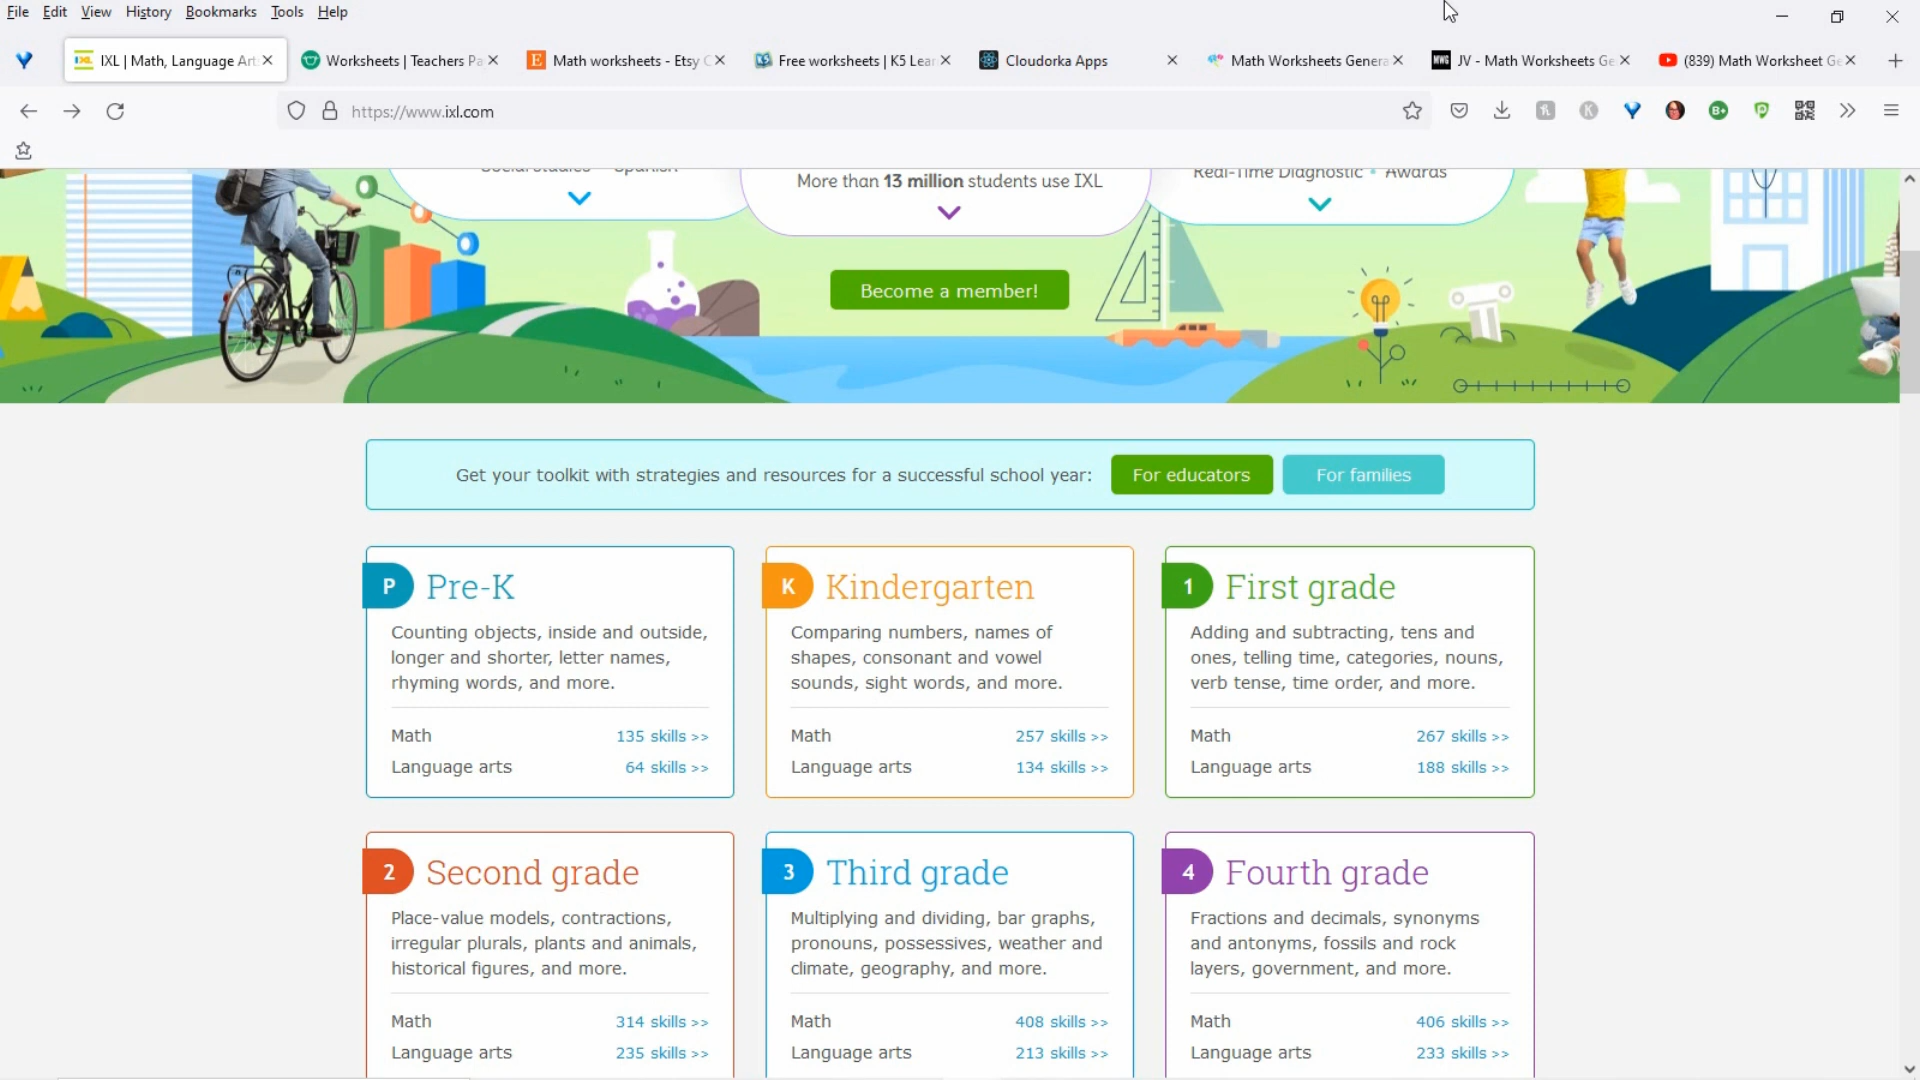 File Edit View History Bookmarks Tools Help
IXL | Math, Language Art
Worksheets | Teachers Pa
Math worksheets - Etsy C
Free worksheets | K5 Lear
Cloudorka Apps
Math Worksheets Genera
JV - Math Worksheets Ge
(839) Math Worksheet Ge
https://www.ixl.com
Social studies Spanish
More than 13 million students use IXL
Real-Time Diagnostic • Awards
Become a member!
Get your toolkit with strategies and resources for a successful school year:
For educators
For families
P Pre-K
Counting objects, inside and outside,
longer and shorter, letter names,
rhyming words, and more.
Math 135 skills >>
Language arts 64 skills >>
K Kindergarten
Comparing numbers, names of
shapes, consonant and vowel
sounds, sight words, and more.
Math 257 skills >>
Language arts 134 skills >>
1 First grade
Adding and subtracting, tens and
ones, telling time, categories, nouns,
verb tense, time order, and more.
Math 267 skills >>
Language arts 188 skills >>
2 Second grade
Place-value models, contractions,
irregular plurals, plants and animals,
historical figures, and more.
Math 314 skills >>
Language arts 235 skills >>
3 Third grade
Multiplying and dividing, bar graphs,
pronouns, possessives, weather and
climate, geography, and more.
Math 408 skills >>
Language arts 213 skills >>
4 Fourth grade
Fractions and decimals, synonyms
and antonyms, fossils and rock
layers, government, and more.
Math 406 skills >>
Language arts 233 skills >>